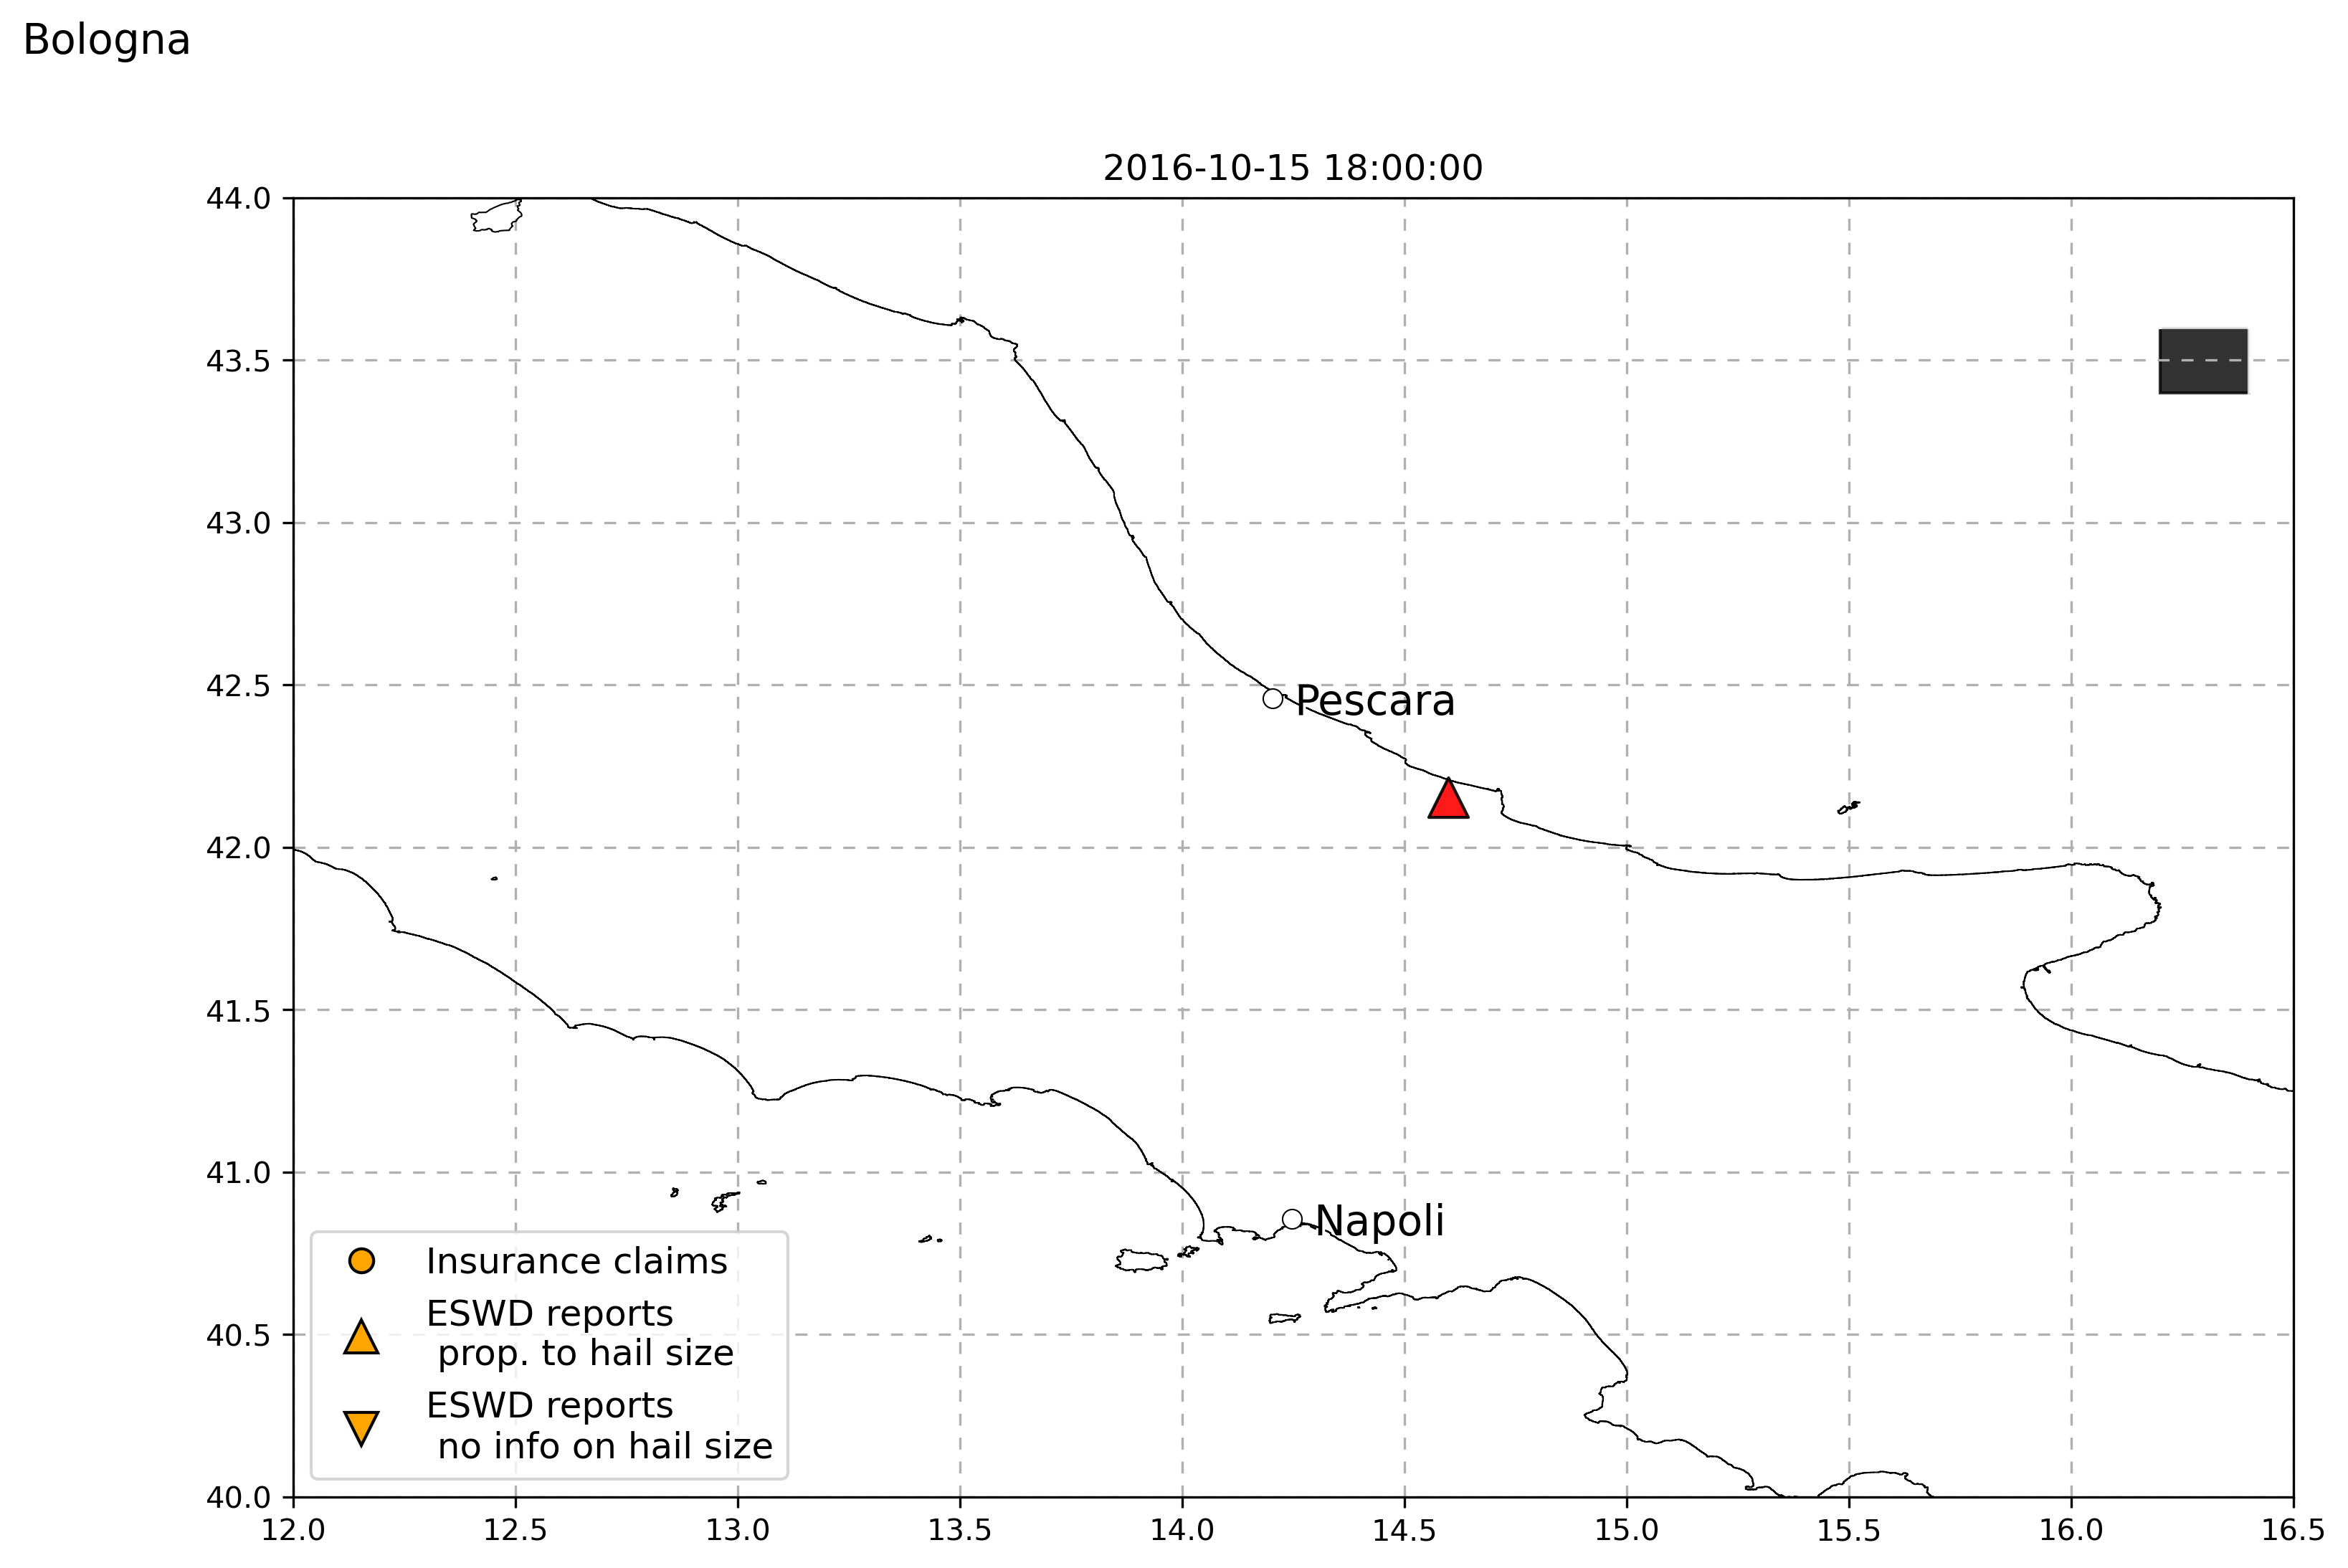 Bologna
2016-10-15 18:00:00
44.0
43.5
43.0
42.5
42.0
41.5
41.0
40.5
40.0
Pescara
Napoli
Insurance claims
ESWD reports
prop. to hail size
ESWD reports
no info on hail size
12.0 12.5 13.0 13.5 14.0 14.5 15.0 15.5 16.0 16.5